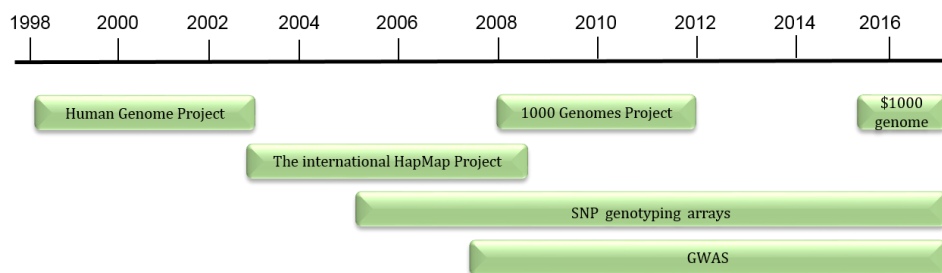 1998 2000 2002 2004 2006 2008 2010 2012 2014 2016
Human Genome Project
1000 Genomes Project
$1000
genome
The international HapMap Project
SNP genotyping arrays
GWAS